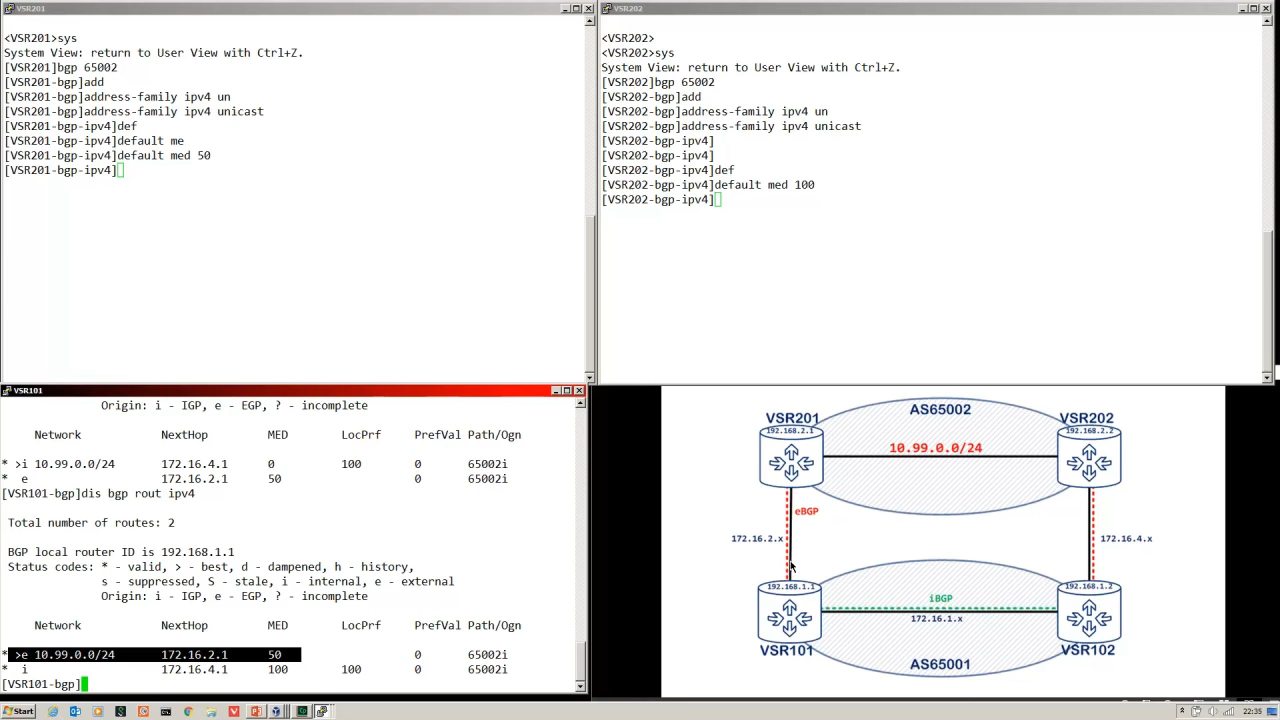 VSR201
<VSR201>sys
System View: return to User View with Ctrl+Z.
[VSR201]bgp 65002
[VSR201-bgp]add
[VSR201-bgp]address-family ipv4 un
[VSR201-bgp]address-family ipv4 unicast
[VSR201-bgp-ipv4]def
[VSR201-bgp-ipv4]default me
[VSR201-bgp-ipv4]default med 50
[VSR201-bgp-ipv4]
VSR202
<VSR202>
<VSR202>sys
System View: return to User View with Ctrl+Z.
[VSR202]bgp 65002
[VSR202-bgp]add
[VSR202-bgp]address-family ipv4 un
[VSR202-bgp]address-family ipv4 unicast
[VSR202-bgp-ipv4]
[VSR202-bgp-ipv4]
[VSR202-bgp-ipv4]def
[VSR202-bgp-ipv4]default med 100
[VSR202-bgp-ipv4]
VSR101
Origin: i - IGP, e - EGP, ? - incomplete
Network NextHop MED LocPrf PrefVal Path/Ogn
* >i 10.99.0.0/24 172.16.4.1 0 100 0 65002i
* e 172.16.2.1 50 0 65002i
[VSR101-bgp]dis bgp rout ipv4
Total number of routes: 2
BGP local router ID is 192.168.1.1
Status codes: * - valid, > - best, d - dampened, h - history,
s - suppressed, S - stale, i - internal, e - external
Origin: i - IGP, e - EGP, ? - incomplete
Network NextHop MED LocPrf PrefVal Path/Ogn
* >e 10.99.0.0/24 172.16.2.1 50 0 65002i
* i 172.16.4.1 100 100 0 65002i
[VSR101-bgp]
AS65002
VSR201
VSR202
192.168.2.1
192.168.2.2
10.99.0.0/24
eBGP
172.16.2.x
172.16.4.x
192.168.1.1
192.168.1.2
iBGP
172.16.1.x
VSR101
VSR102
AS65001
Start
22:35